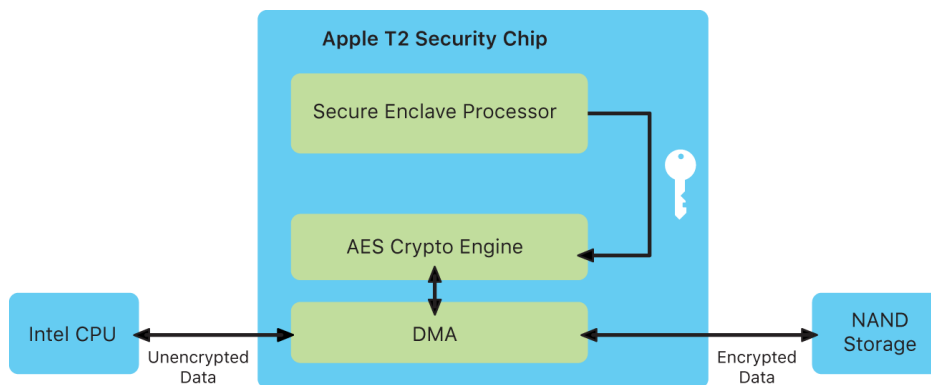 Apple T2 Security Chip
Secure Enclave Processor
AES Crypto Engine
Intel CPU
Unencrypted
Data
DMA
Encrypted
Data
NAND
Storage